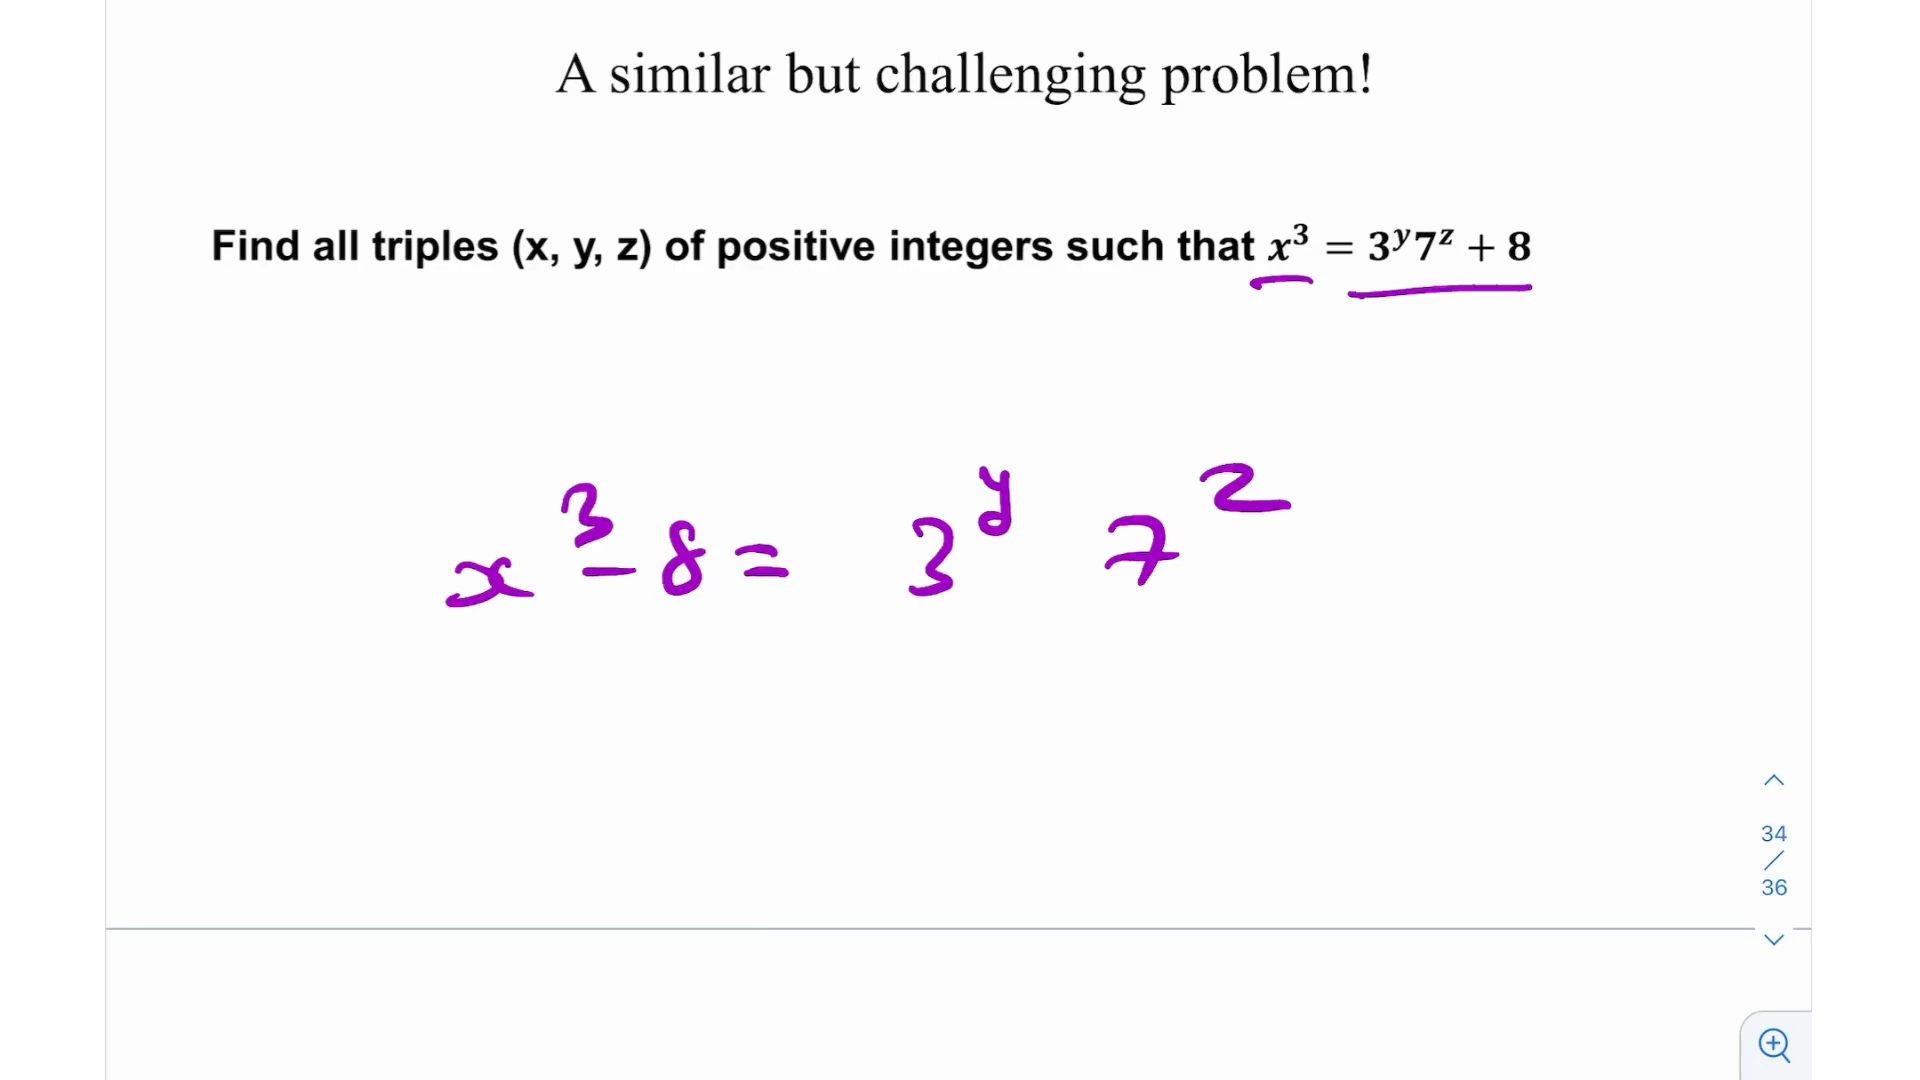 A similar but challenging problem!
Find all triples (x, y, z) of positive integers such that x³ = 3ʸ7ᶻ + 8
x³ - 8 = 3ʸ 7ᶻ
34
/
36